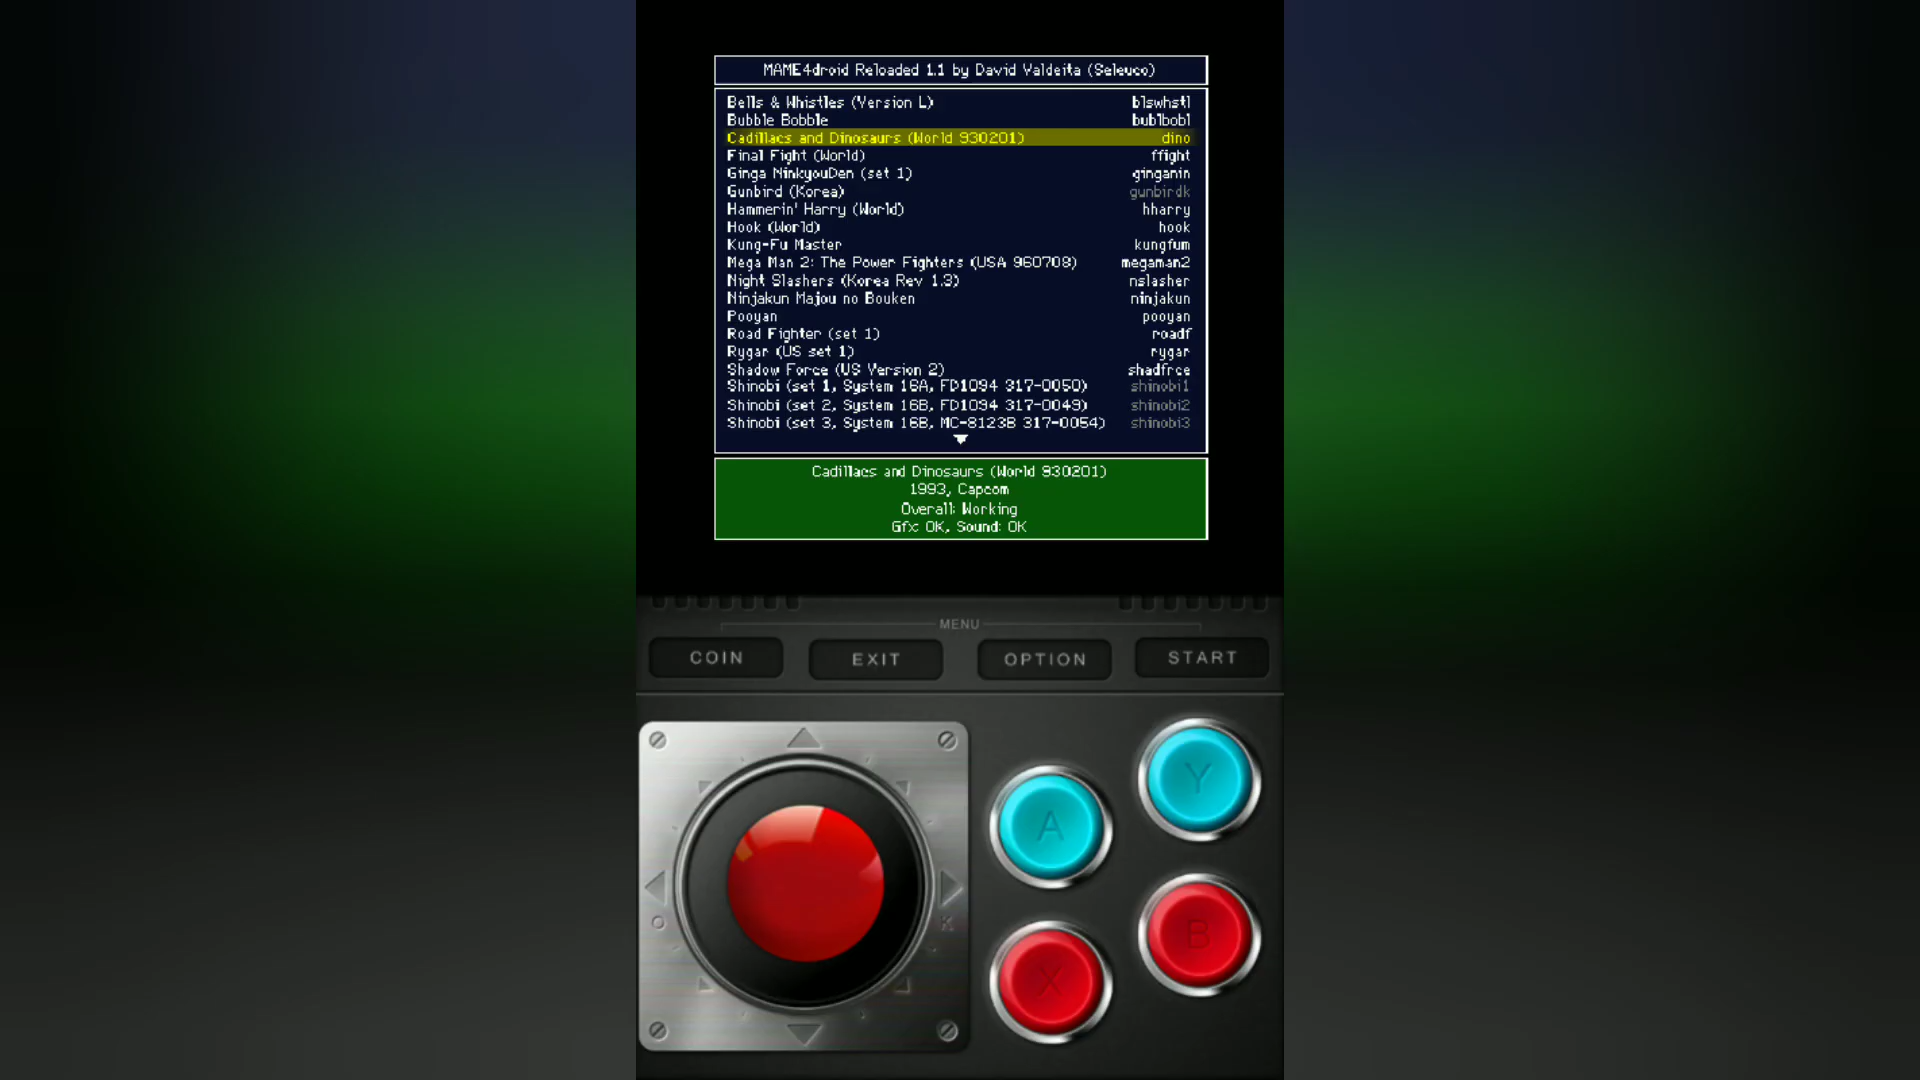 MAME4droid Reloaded 1.1 by David Valdeita (Seleuco)
Bells & Whistles (Version L) blswhstl
Bubble Bobble bublbobl
Cadillacs and Dinosaurs (World 930201) dino
Final Fight (World) ffight
Ginga NinkyouDen (set 1) ginganin
Gunbird (Korea) gunbirdk
Hammerin' Harry (World) hharry
Hook (World) hook
Kung-Fu Master kungfum
Mega Man 2: The Power Fighters (USA 960708) megaman2
Night Slashers (Korea Rev 1.3) nslasher
Ninjakun Majou no Bouken ninjakun
Pooyan pooyan
Road Fighter (set 1) roadf
Rygar (US set 1) rygar
Shadow Force (US Version 2) shadfrce
Shinobi (set 1, System 16A, FD1094 317-0050) shinobi1
Shinobi (set 2, System 16B, FD1094 317-0049) shinobi2
Shinobi (set 3, System 16B, MC-8123B 317-0054) shinobi3
Cadillacs and Dinosaurs (World 930201)
1993, Capcom
Overall: Working
Gfx: OK, Sound: OK
MENU
COIN EXIT OPTION START
Y
A
O K
B
X